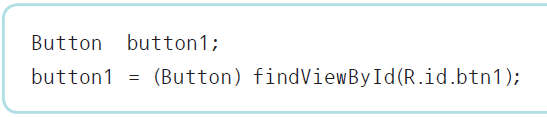 Button  button1;
button1 = (Button) findViewById(R.id.btn1);